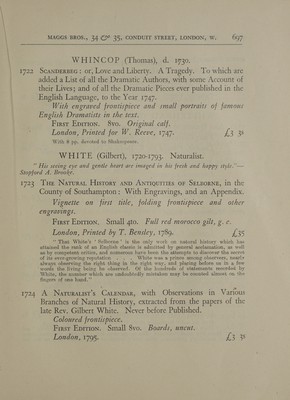 MAGGS BROS., 34 & 35, CONDUIT STREET, LONDON, W. 697
WHINCOP (Thomas), d. 1730.
1722 SCANDERBEG: or, Love and Liberty. A Tragedy. To which are
added a List of all the Dramatic Authors, with some Account of
their Lives; and of all the Dramatic Pieces ever published in the
English Language, to the Year 1747.
With engraved frontispiece and small portraits of famous
English Dramatists in the text.
FIRST EDITION. 8vo. Original calf.
London, Printed for W. Reeve, 1747. £3 3s
With 8 pp. devoted to Shakespeare.
WHITE (Gilbert), 1720-1793. Naturalist.
" His seeing eye and gentle heart are imaged in his fresh and happy style."—
Stopford A. Brooke.
1723 THE NATURAL HISTORY AND ANTIQUITIES OF SELBORNE, in the
County of Southampton: With Engravings, and an Appendix.
Vignette on first title, folding frontispiece and other
engravings.
FIRST EDITION. Small 4to. Full red morocco gilt, g. e.
London, Printed by T. Bensley, 1789. £35
" That White's ' Selborne ' is the only work on natural history which has
attained the rank of an English classic is admitted by general acclamation, as well
as by competent critics, and numerous have been the attempts to discover the secret
of its ever-growing reputation . . . White was a prince among observers, nearly
always observing the right thing in the right way, and placing before us in a few
words the living being he observed. Of the hundreds of statements recorded by
White, the number which are undoubtedly mistaken may be counted almost on the
fingers of one hand."
1724 A NATURALIST'S CALENDAR, with Observations in Various
Branches of Natural History, extracted from the papers of the
late Rev. Gilbert White. Never before Published.
Coloured frontispiece.
FIRST EDITION. Small 8vo. Boards, uncut.
London, 1795. £3 3s